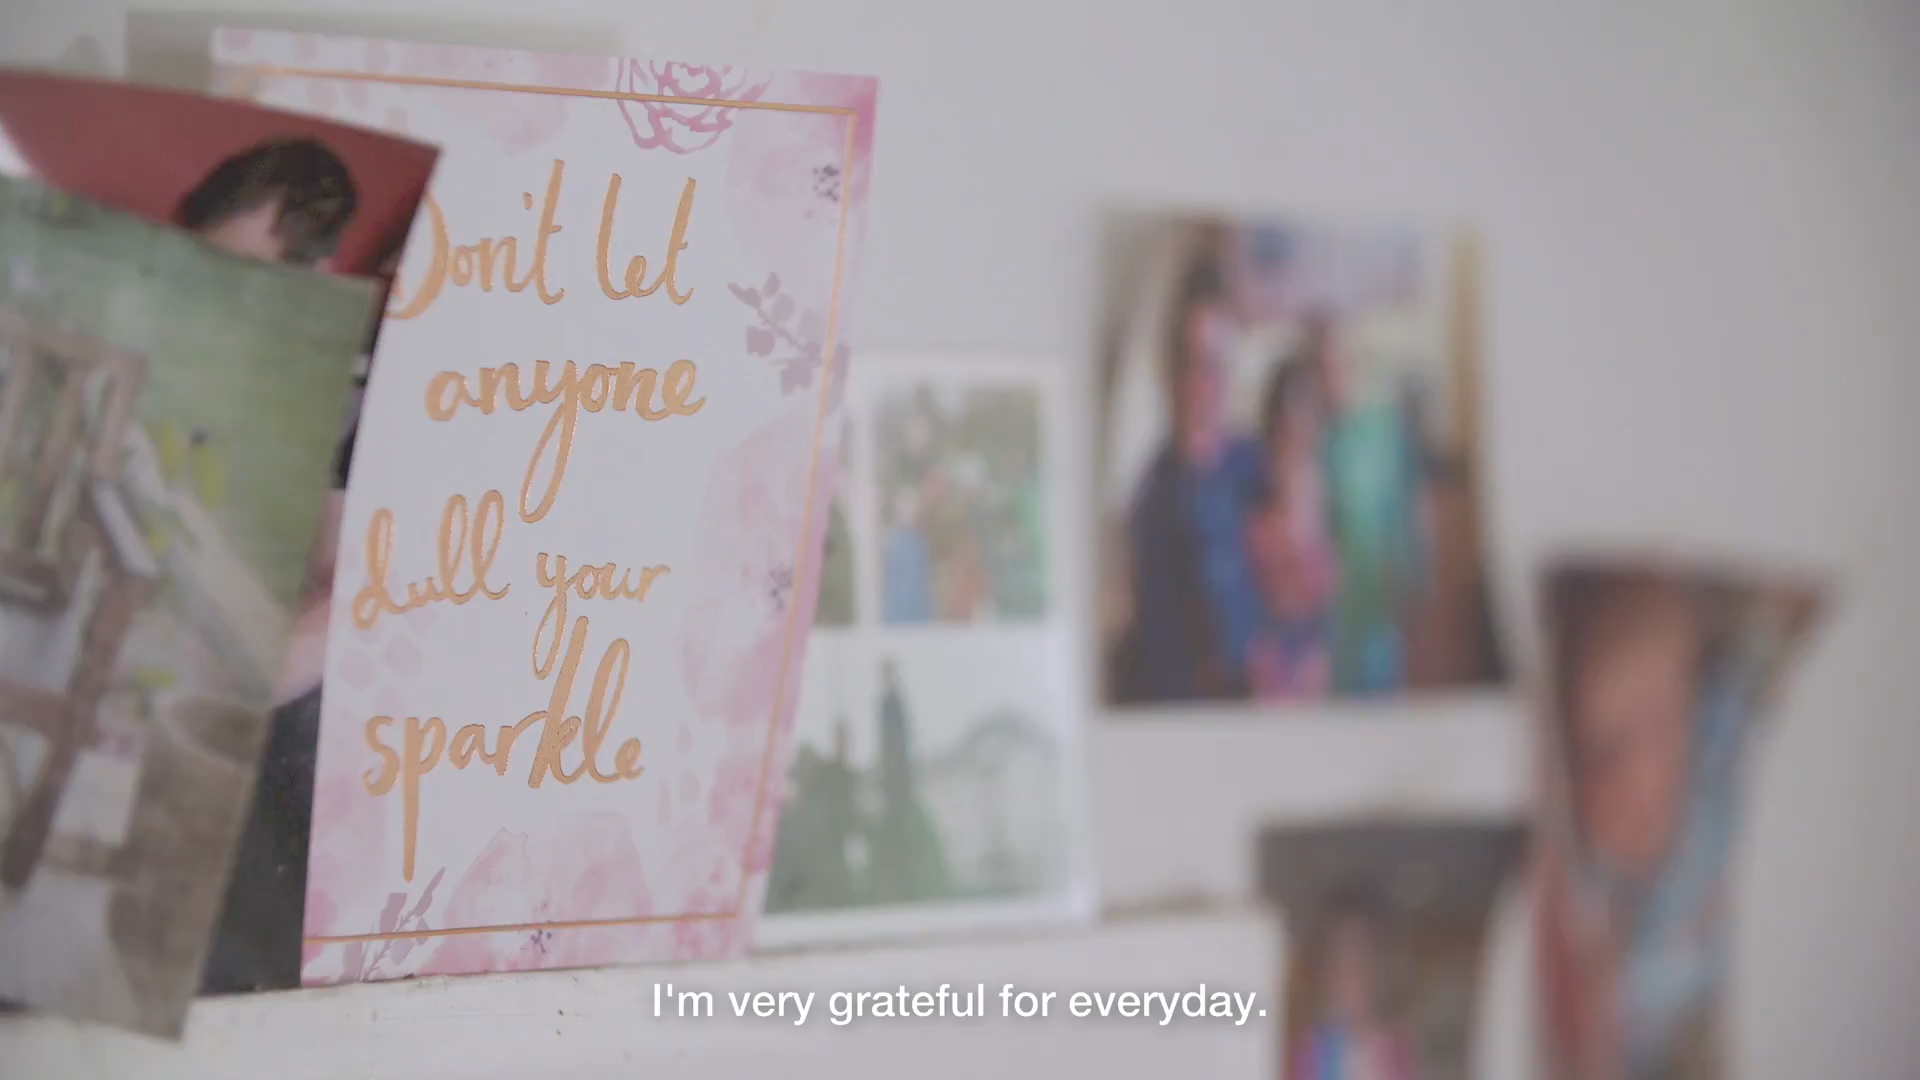 Don't let
anyone
dull your
sparkle
I'm very grateful for everyday.